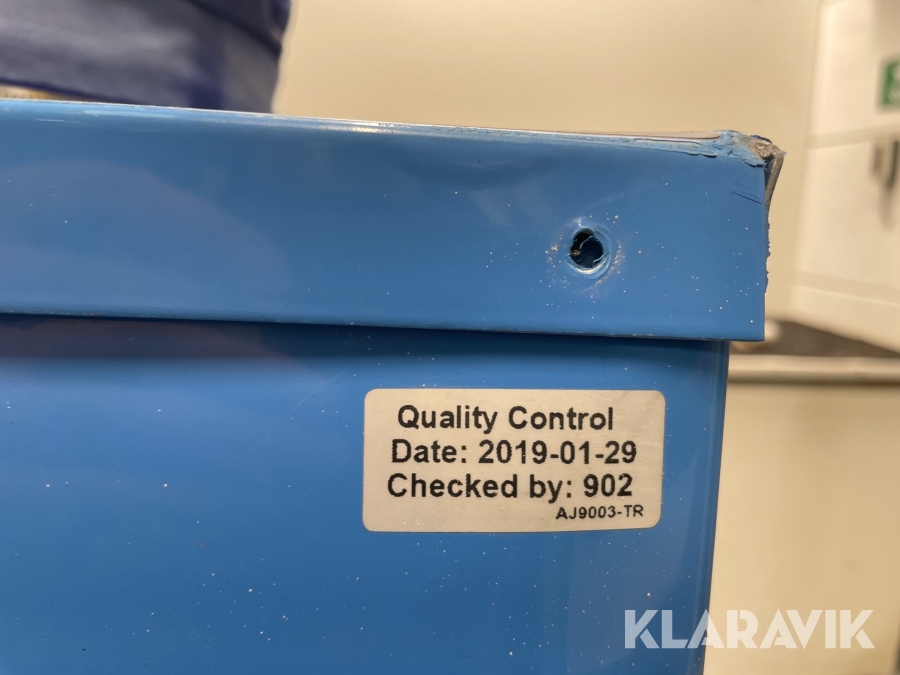 Quality Control
Date: 2019-01-29
Checked by: 902
AJ9003-TR
KLARAVIK